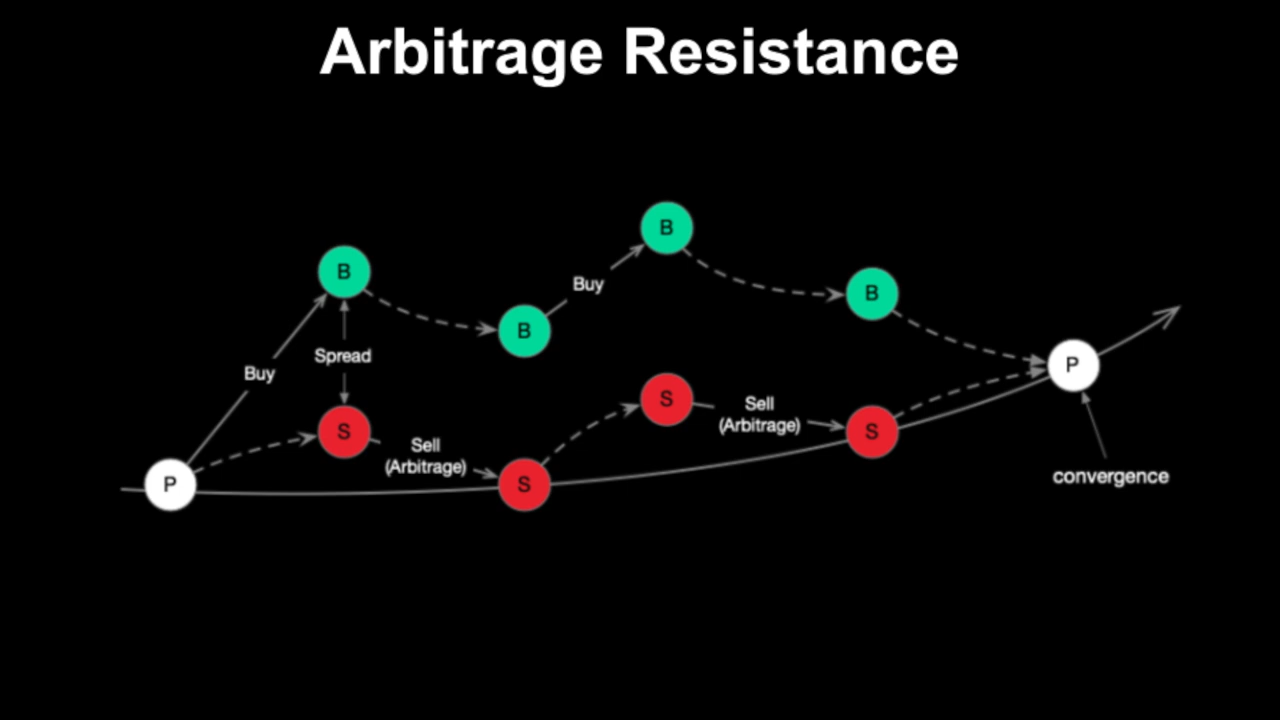 Arbitrage Resistance
B
B
B
B
Buy
Buy
Spread
S
S
S
S
Sell
(Arbitrage)
Sell
(Arbitrage)
P
P
convergence